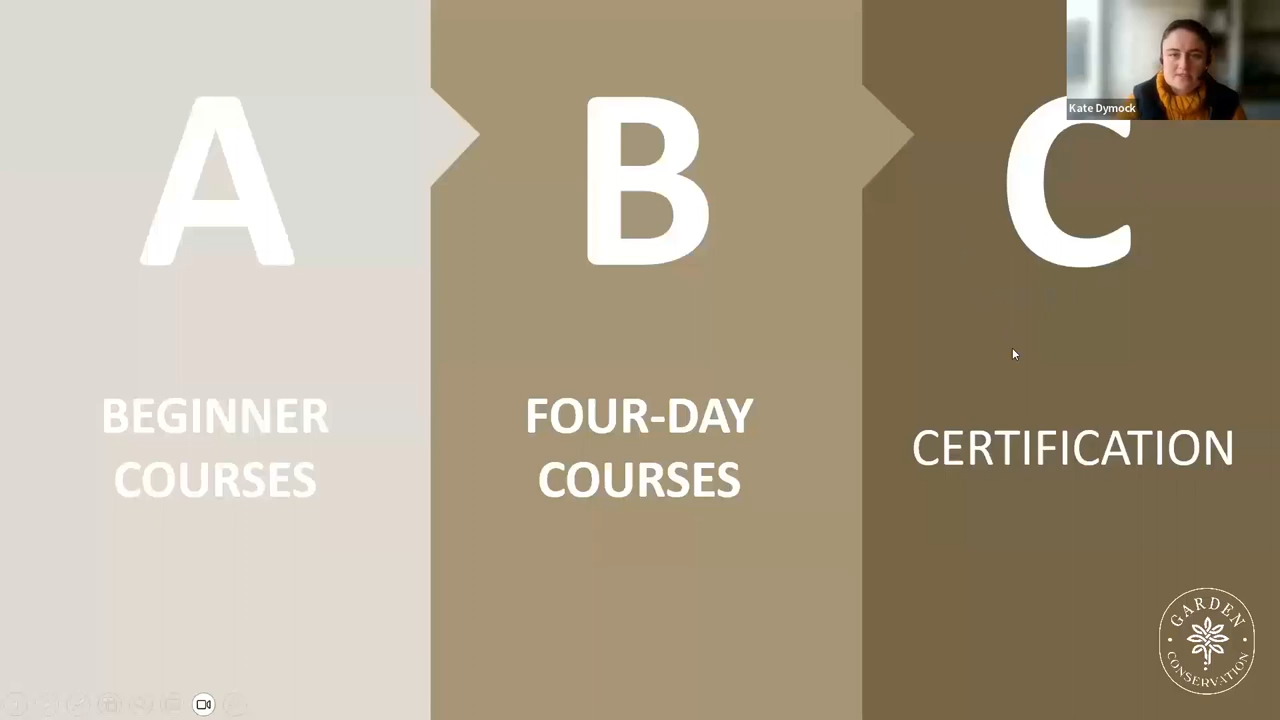 A
B
C
Kate Dymock
BEGINNER
COURSES
FOUR-DAY
COURSES
CERTIFICATION
GARDEN
CONSERVATION